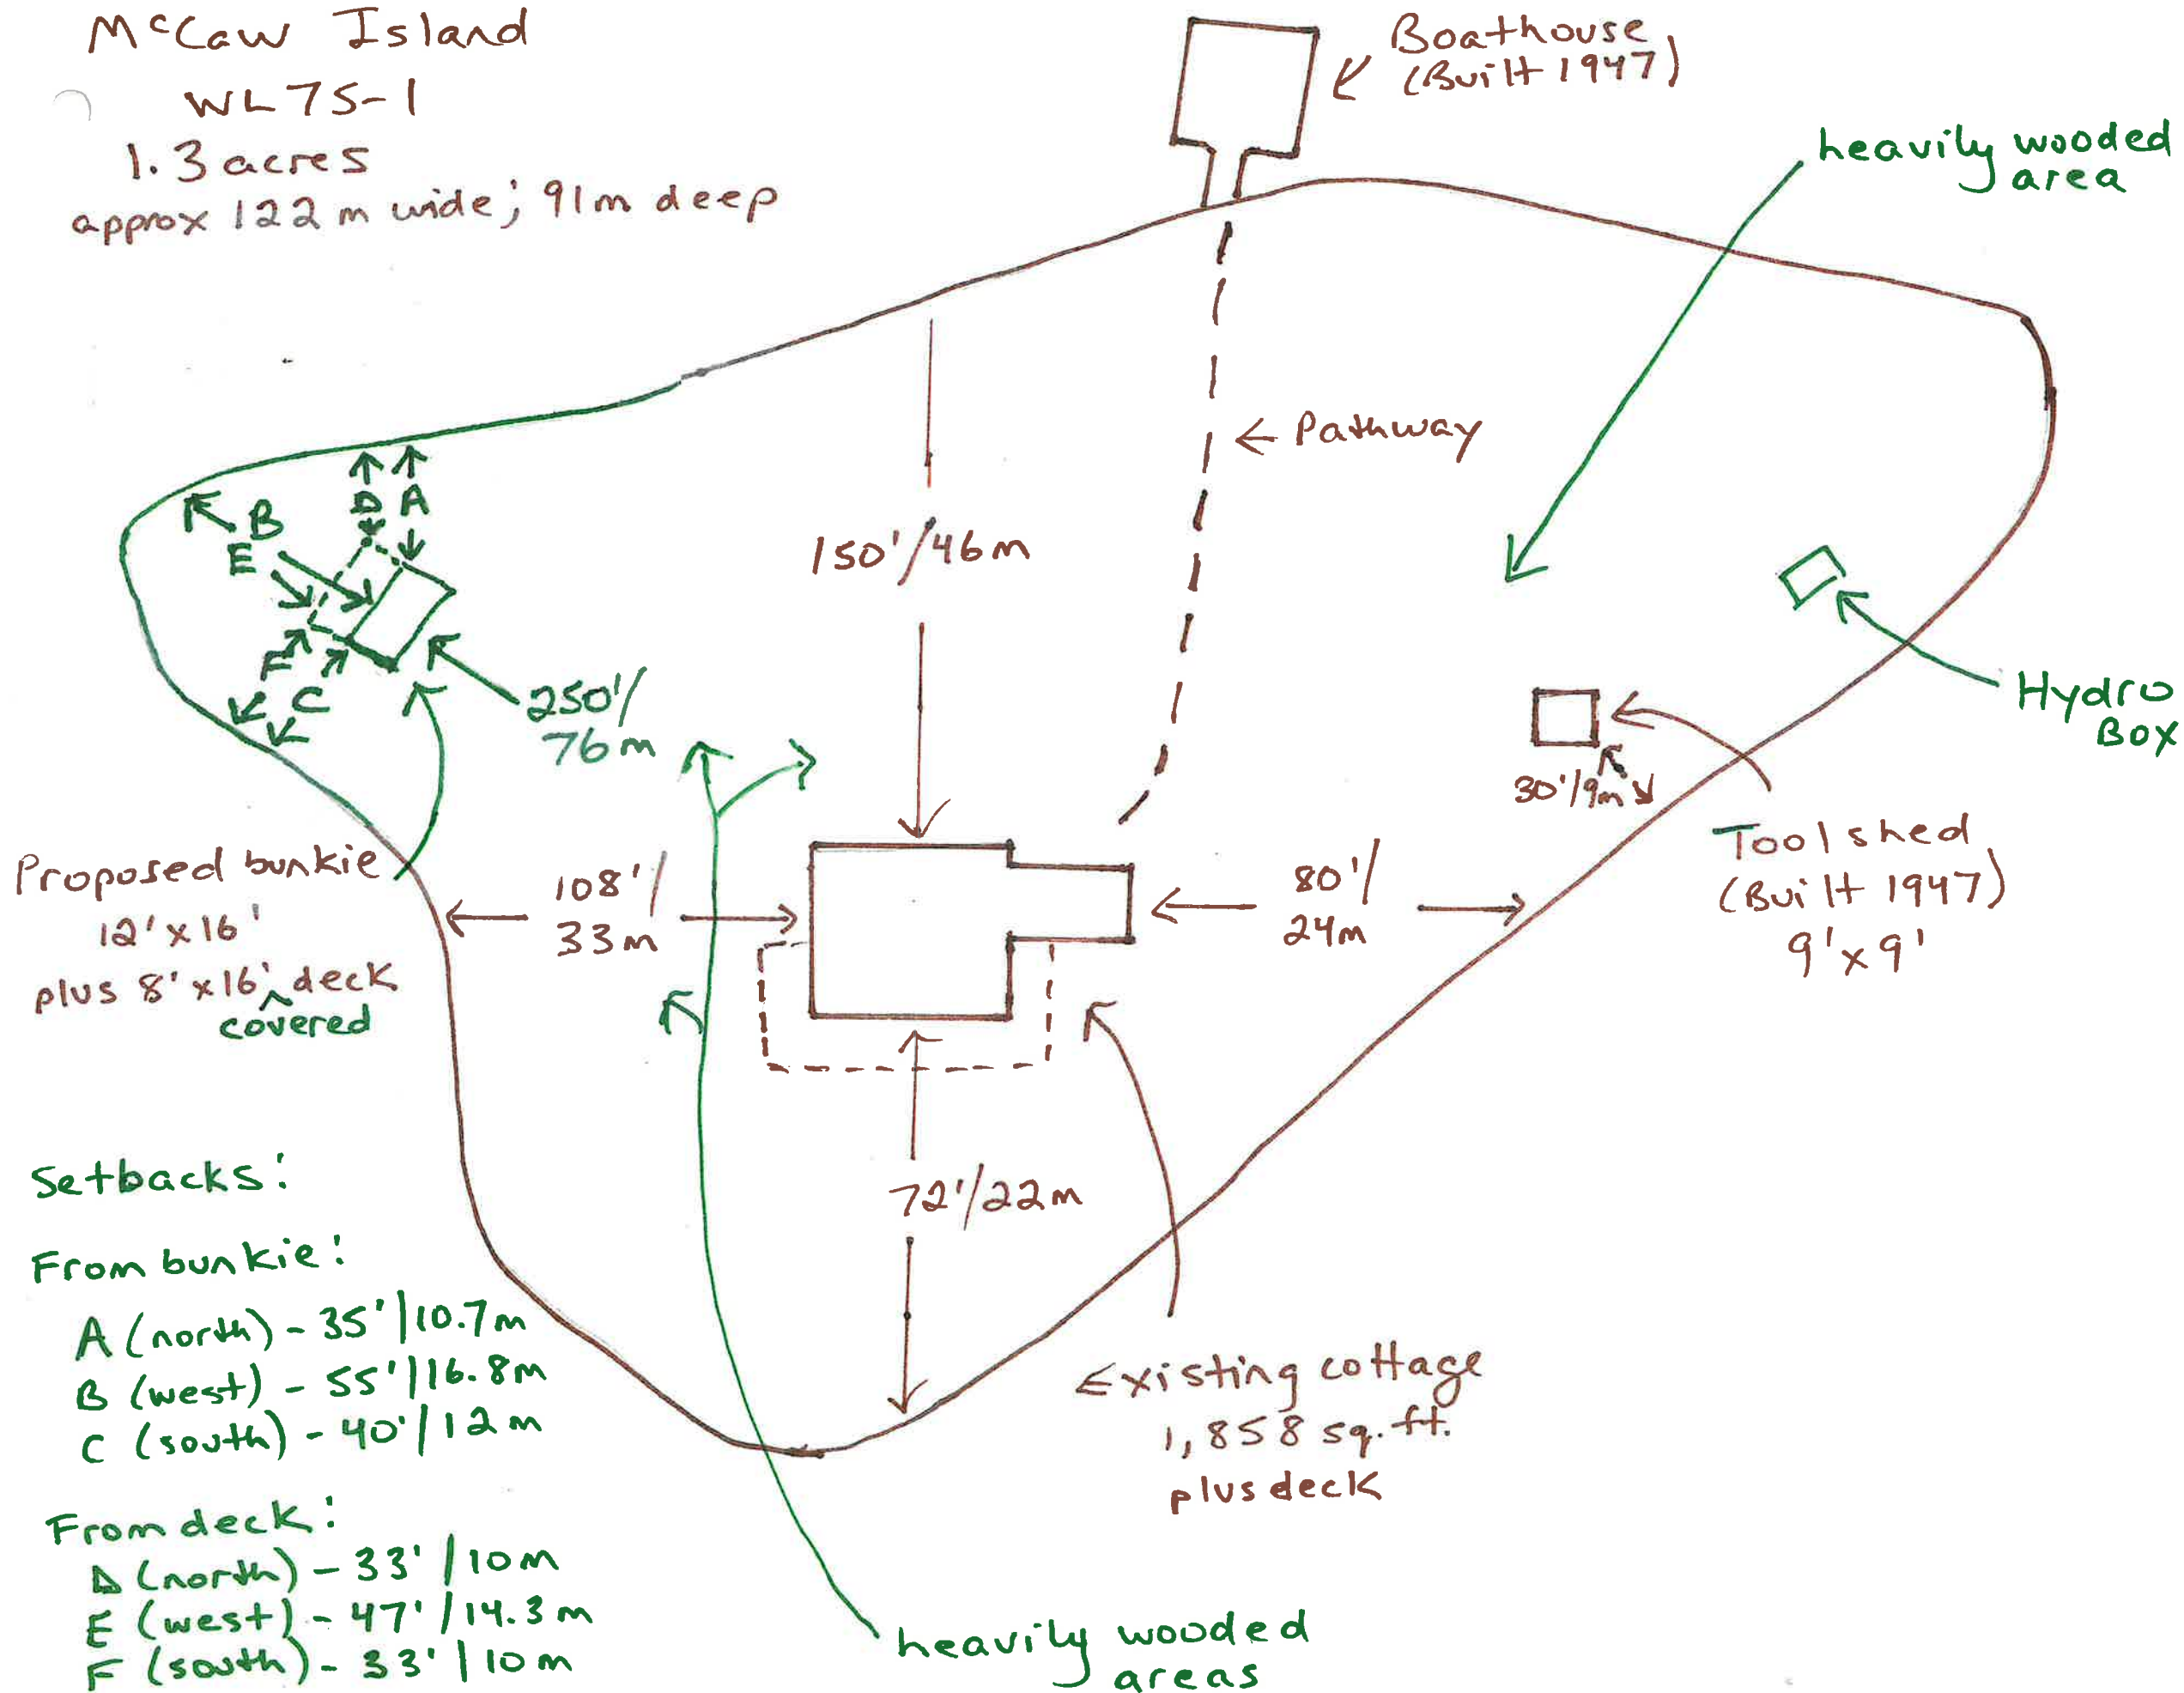 McCaw Island
WL75-1
1.3 acres
approx 122 m wide; 91m deep
Boathouse
(Built 1947)
heavily wooded
area
Pathway
D A
B
E
F
C
250'/
76m
150'/46m
Hydro
Box
30'/9m
Toolshed
(Built 1947)
9'x9'
Proposed bunkie
12'x16'
plus 8'x16' deck
covered
108'/
33m
80'/
24m
72'/22m
Existing cottage
1,858 sq.ft.
plus deck
Setbacks:
From bunkie:
A (north) - 35'/10.7m
B (west) - 55'/16.8m
C (south) - 40'/12m
From deck:
D (north) - 33'/10m
E (west) - 47'/14.3m
F (south) - 33'/10m
heavily wooded
areas